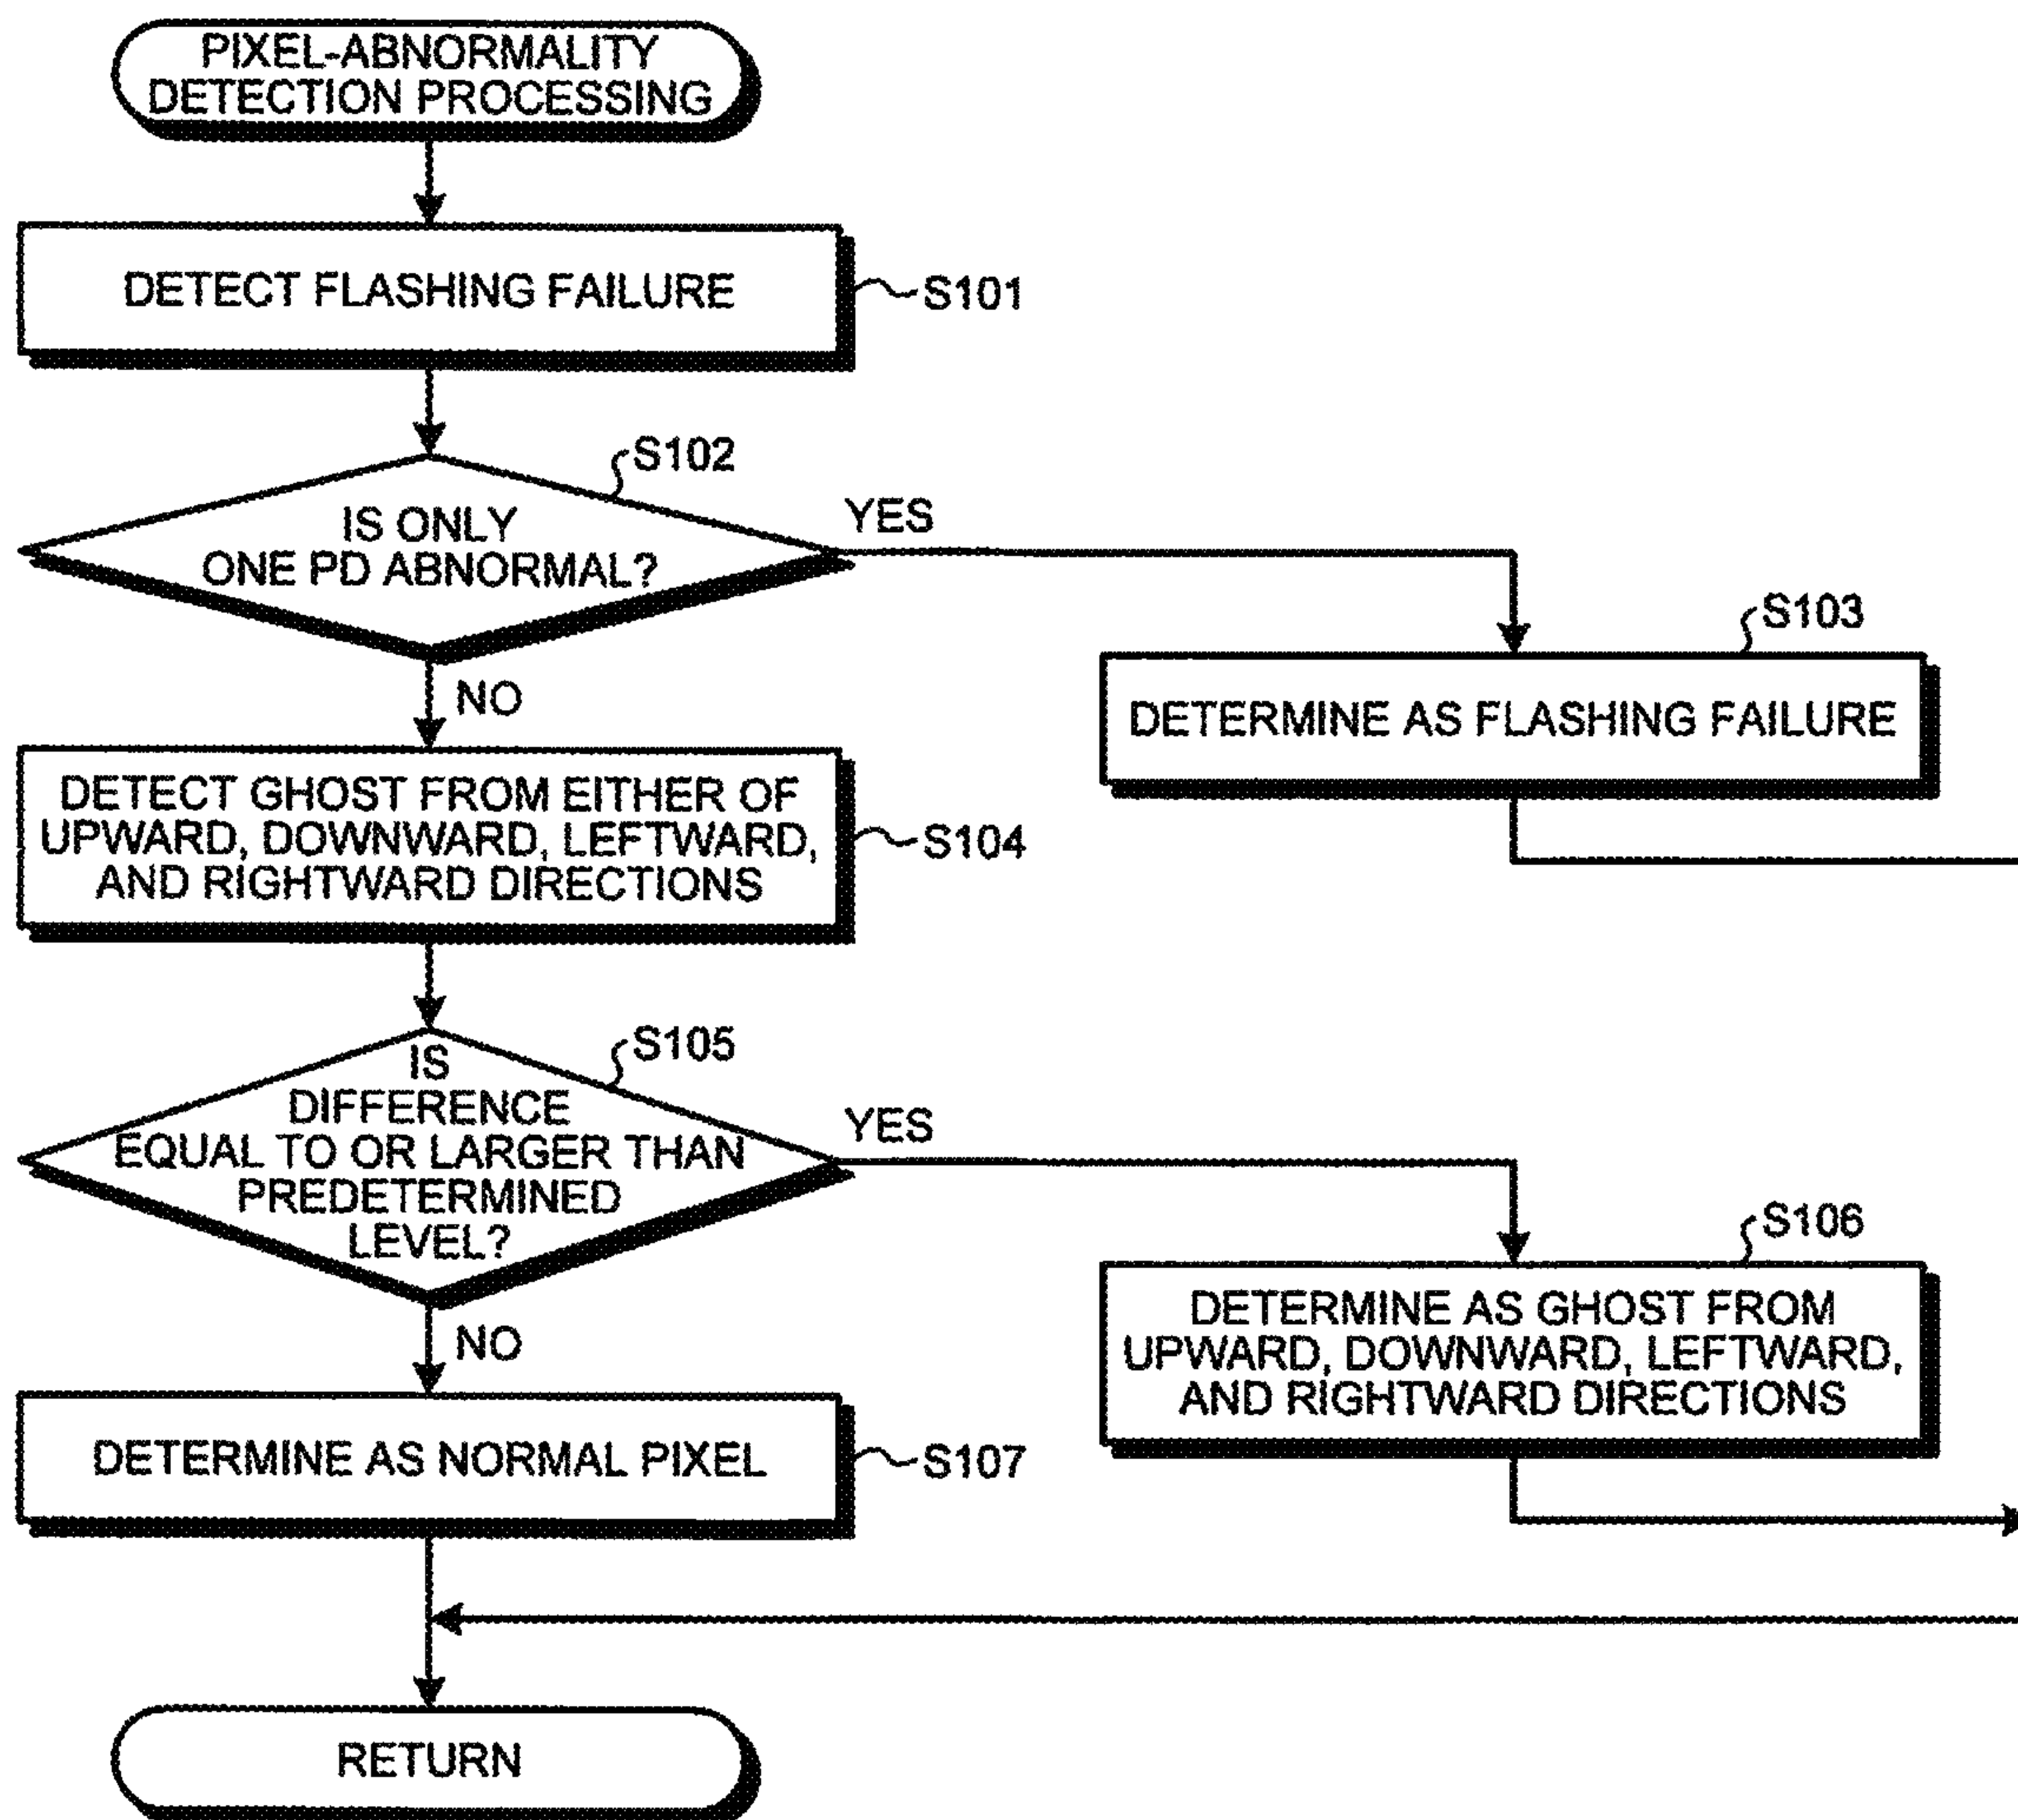 PIXEL-ABNORMALITY
DETECTION PROCESSING
DETECT FLASHING FAILURE
S101
S102
IS ONLY
ONE PD ABNORMAL?
YES
NO
S103
DETERMINE AS FLASHING FAILURE
DETECT GHOST FROM EITHER OF
UPWARD, DOWNWARD, LEFTWARD,
AND RIGHTWARD DIRECTIONS
S104
S105
IS
DIFFERENCE
EQUAL TO OR LARGER THAN
PREDETERMINED
LEVEL?
YES
NO
S106
DETERMINE AS GHOST FROM
UPWARD, DOWNWARD, LEFTWARD,
AND RIGHTWARD DIRECTIONS
DETERMINE AS NORMAL PIXEL
S107
RETURN